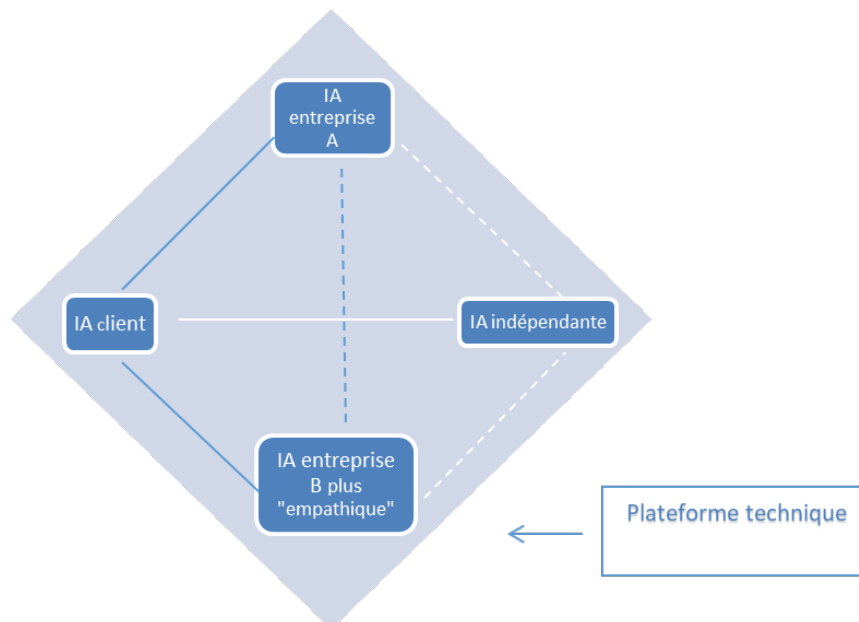 IA
entreprise
A
IA client
IA indépendante
IA entreprise
B plus
"empathique"
Plateforme technique